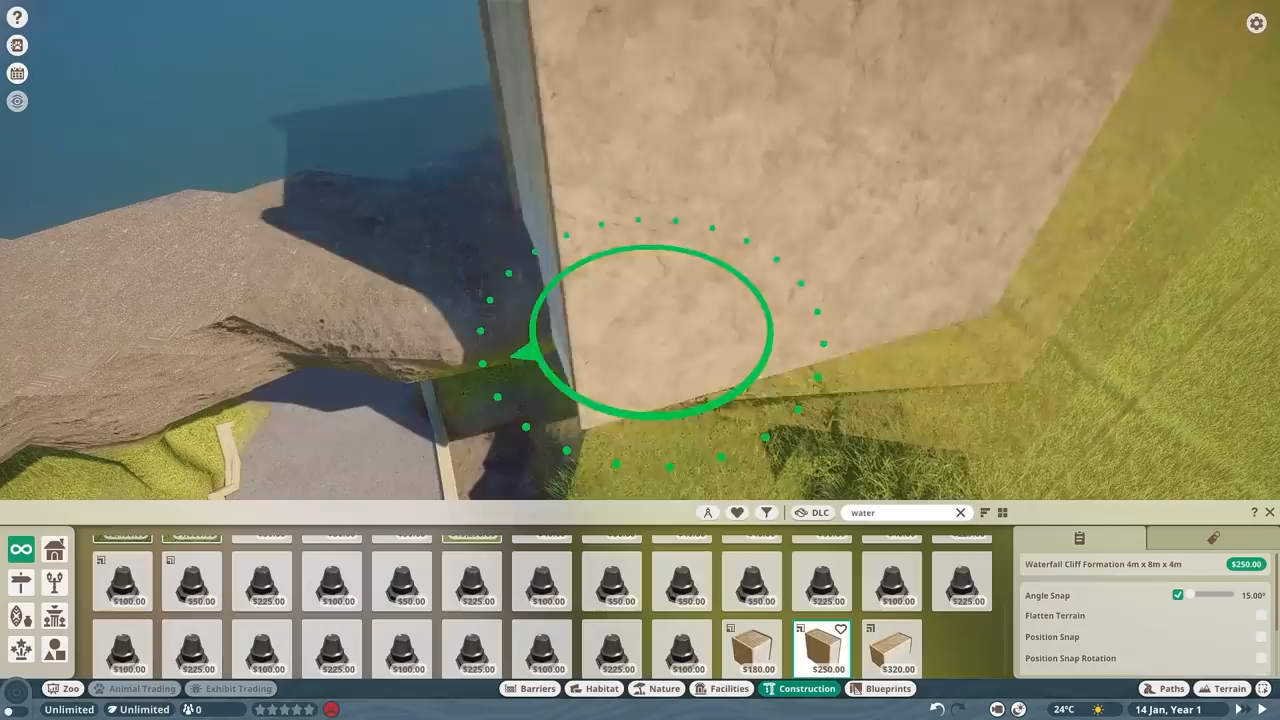 ?
DLC
water
? X
Waterfall Cliff Formation 4m x 8m x 4m
$250.00
Angle Snap
15.00°
Flatten Terrain
Position Snap
Position Snap Rotation
$100.00 $50.00 $225.00 $100.00 $50.00 $225.00 $100.00 $50.00 $50.00 $50.00 $225.00 $100.00 $225.00
$100.00 $225.00 $100.00 $100.00 $225.00 $225.00 $100.00 $225.00 $100.00 $180.00 $250.00 $320.00
Zoo Animal Trading Exhibit Trading Barriers Habitat Nature Facilities Construction Blueprints Paths Terrain
Unlimited Unlimited 0 24°C 14 Jan, Year 1